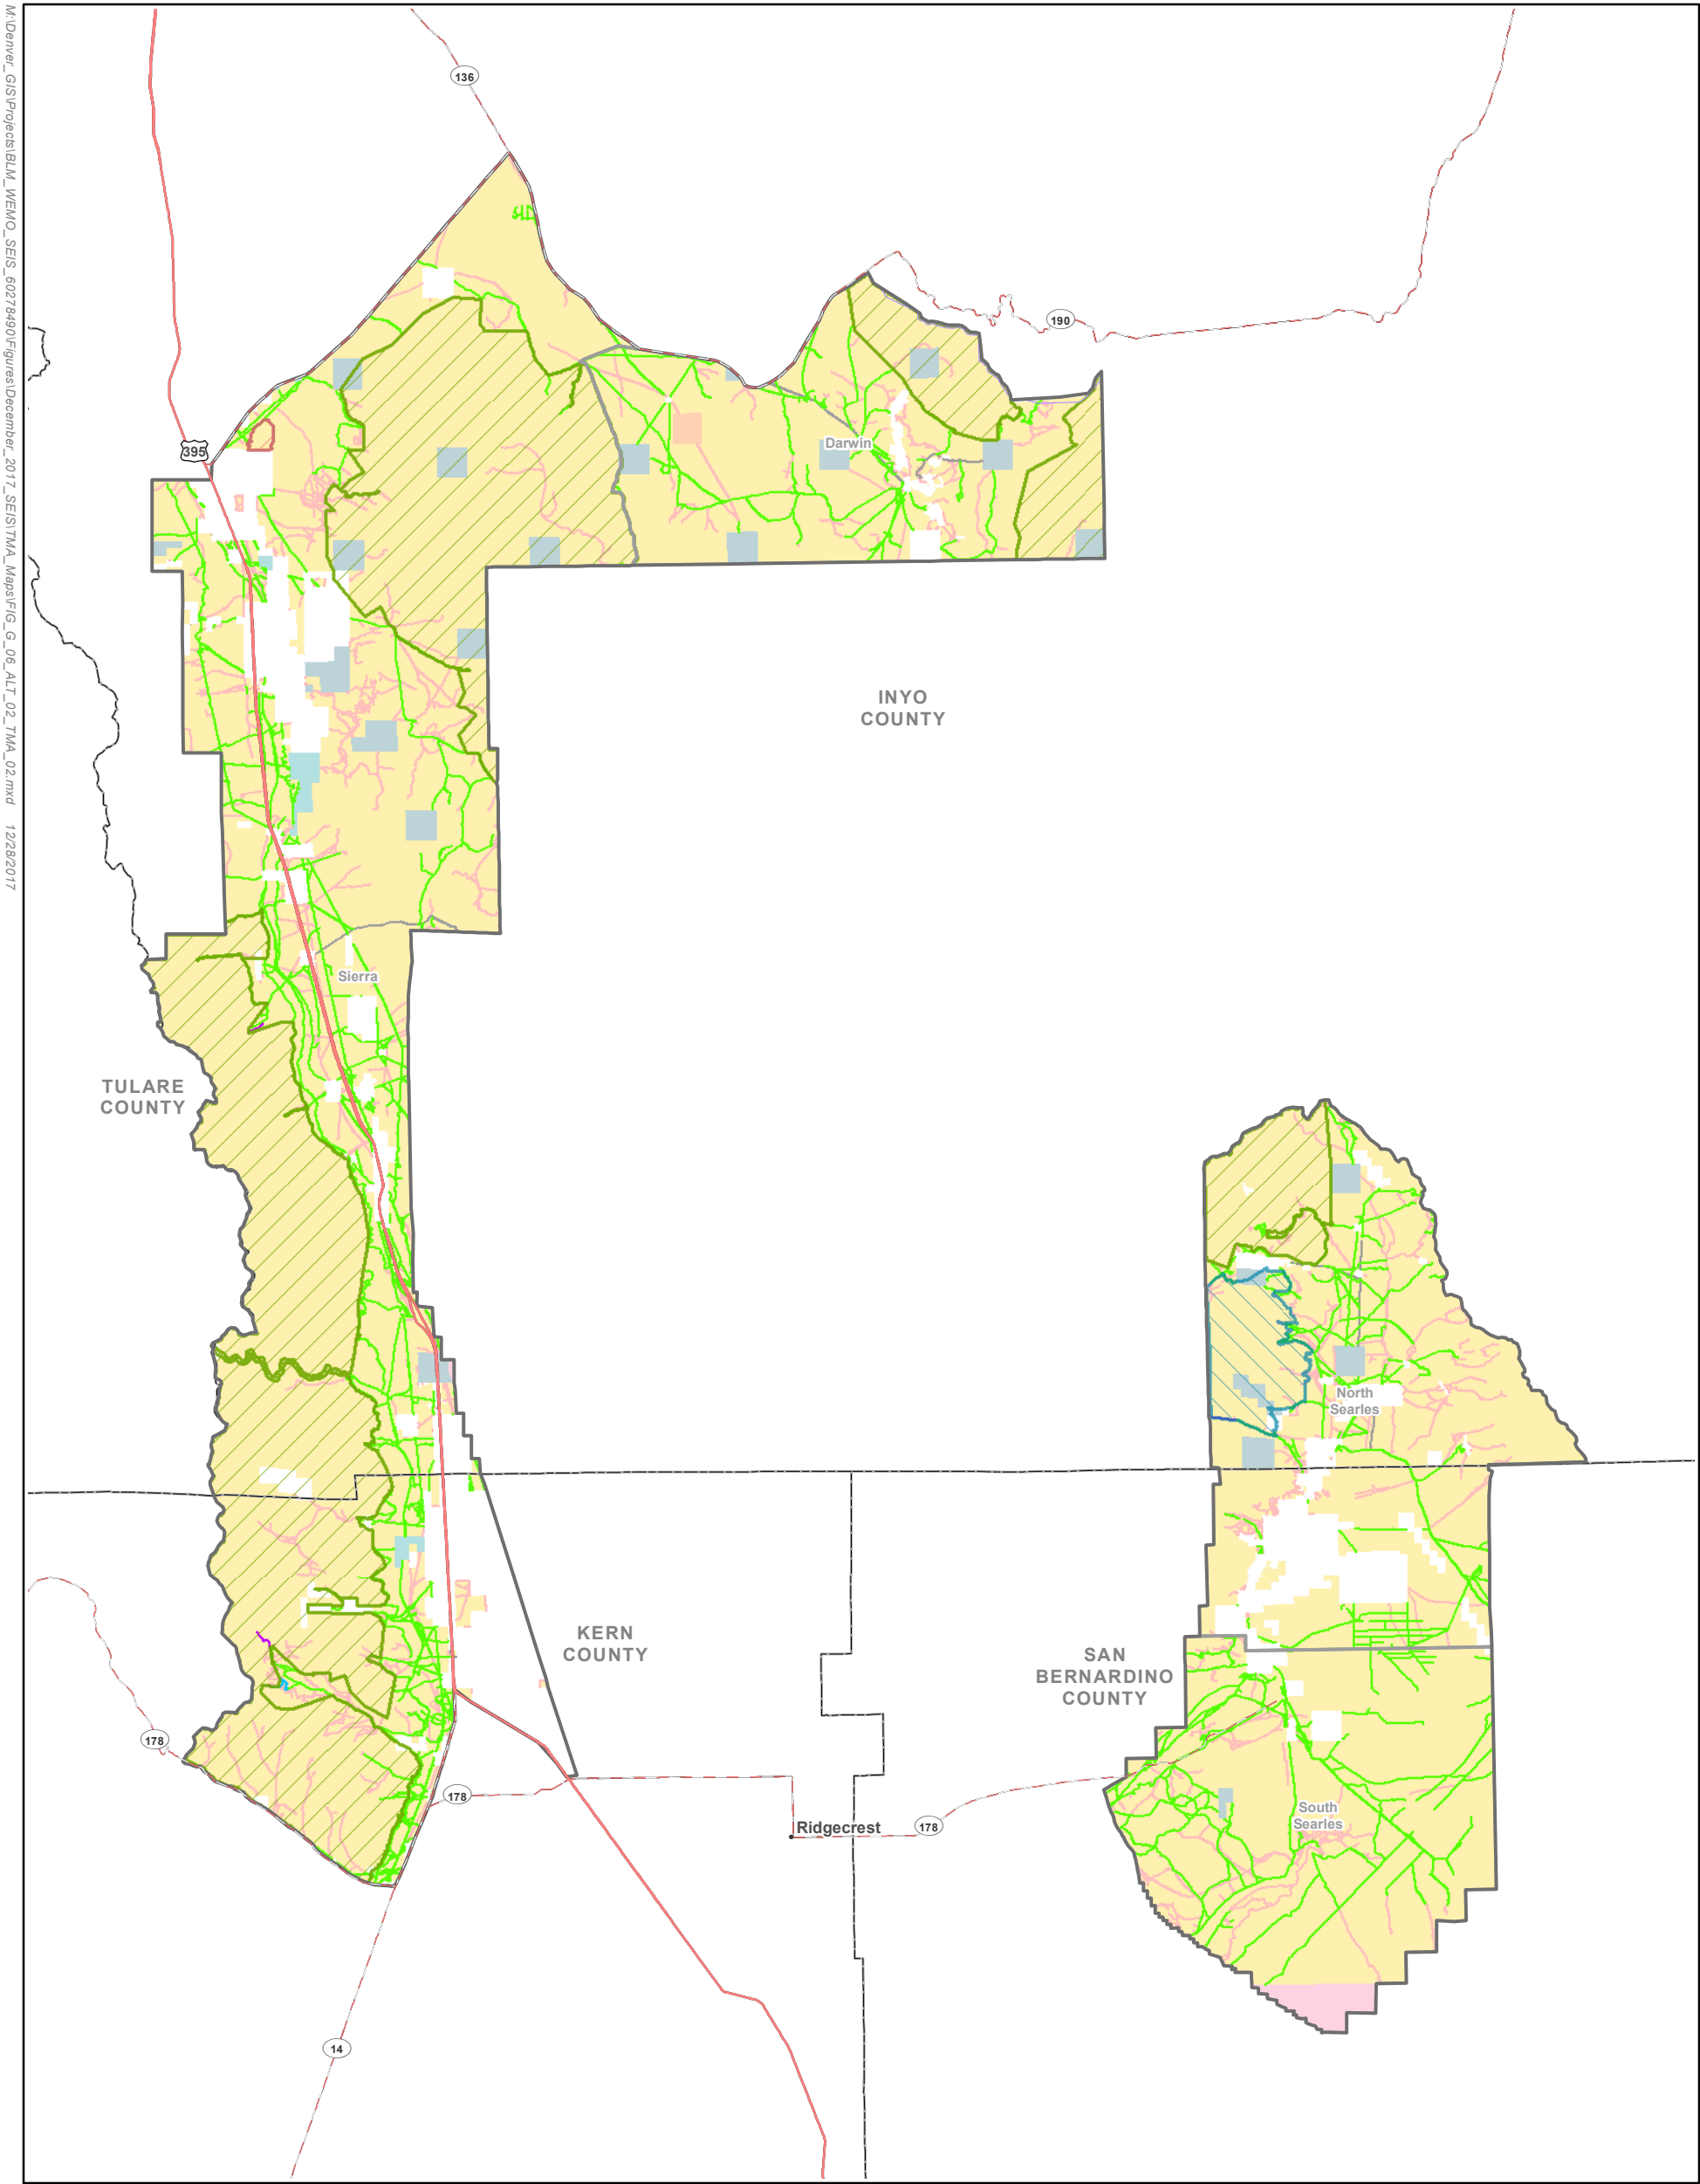 M:\Denver_GIS\Projects\BLM_WEMO_SEIS_60278490\Figures\December_2017_SEIS\TMA_Maps\FIG_G_06_ALT_02_TMA_02.mxd 12/28/2017
136
190
395
Darwin
INYO
COUNTY
Sierra
TULARE
COUNTY
North
Searles
KERN
COUNTY
SAN
BERNARDINO
COUNTY
178
178
Ridgecrest
178
South
Searles
14